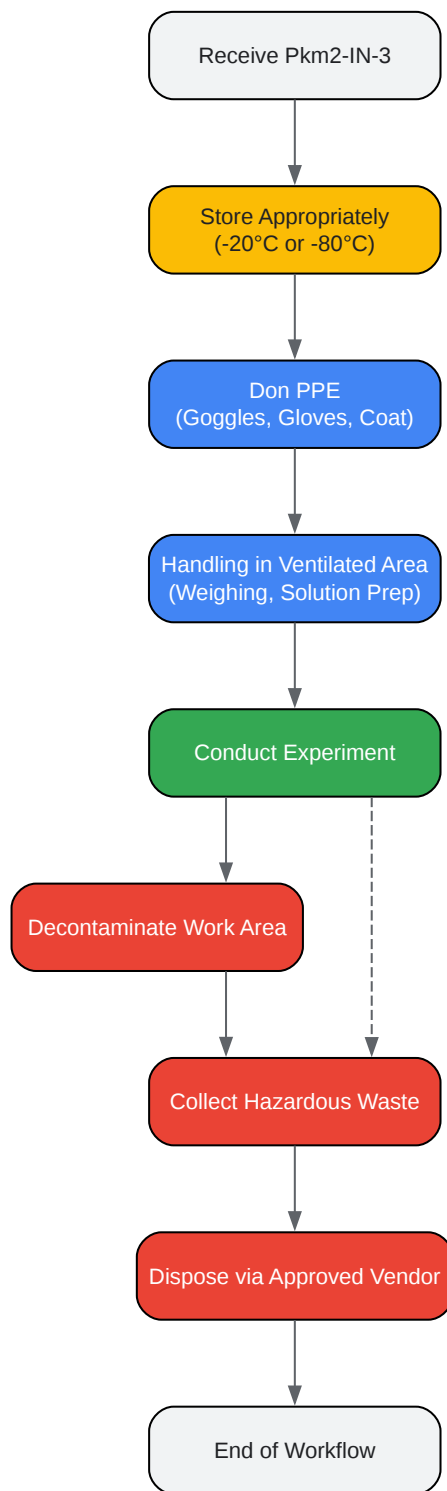 Receive Pkm2-IN-3
Store Appropriately
(-20°C or -80°C)
Don PPE
(Goggles, Gloves, Coat)
Handling in Ventilated Area
(Weighing, Solution Prep)
Conduct Experiment
Decontaminate Work Area
Collect Hazardous Waste
Dispose via Approved Vendor
End of Workflow